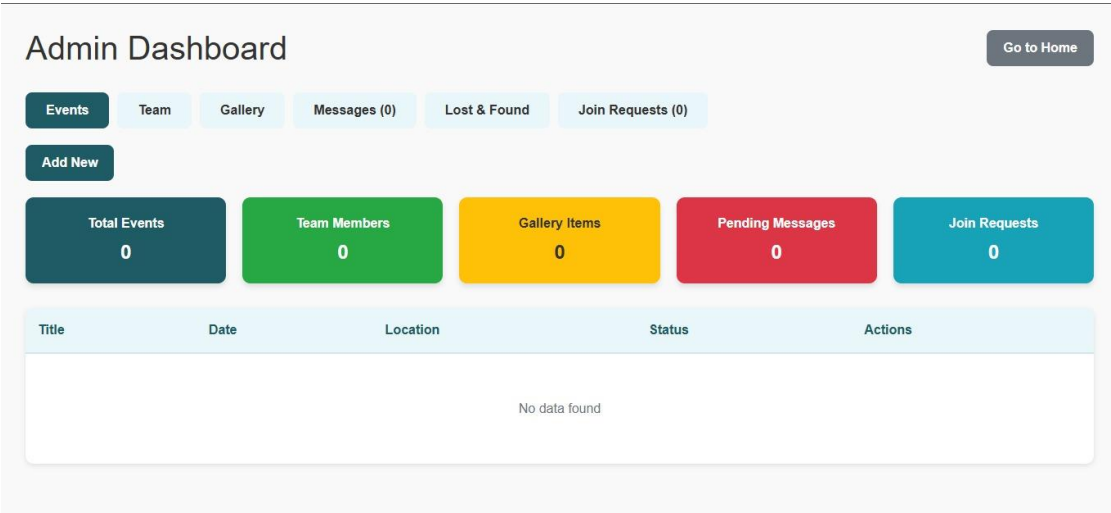 Admin Dashboard
Go to Home
Events Team Gallery Messages (0) Lost & Found Join Requests (0)
Add New
Total Events
0
Team Members
0
Gallery Items
0
Pending Messages
0
Join Requests
0
Title Date Location Status Actions
No data found